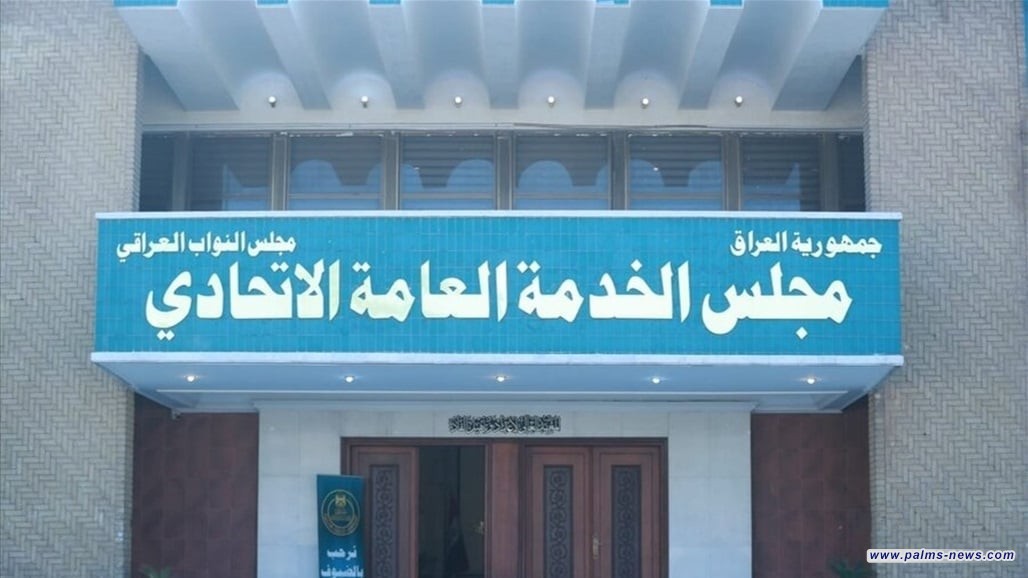 جمهورية العراق
مجلس النواب العراقي
مجلس الخدمة العامة الاتحادي
نرحب
بالضيوف
www.palms-news.com